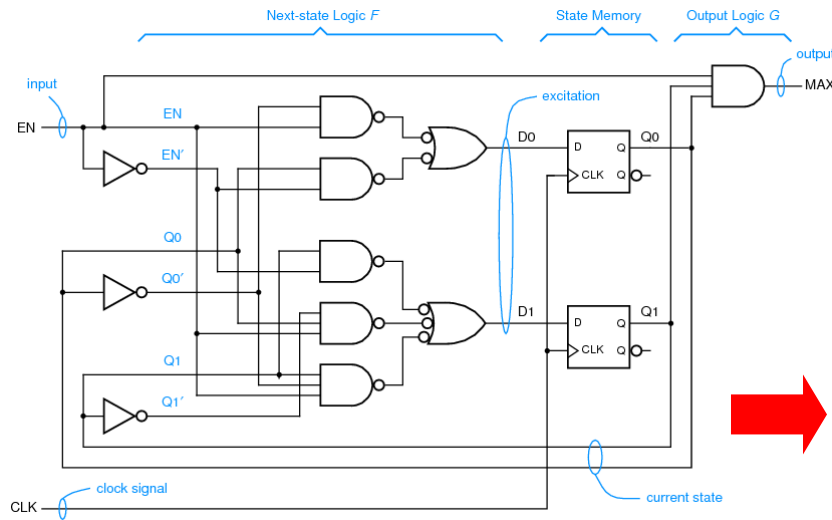 Next-state Logic F
State Memory
Output Logic G
output
input
excitation
MAX
EN
EN
D0
Q0
D
Q
EN′
CLK
Q
Q0
Q0′
D1
Q1
D
Q
CLK
Q
Q1
Q1′
clock signal
current state
CLK